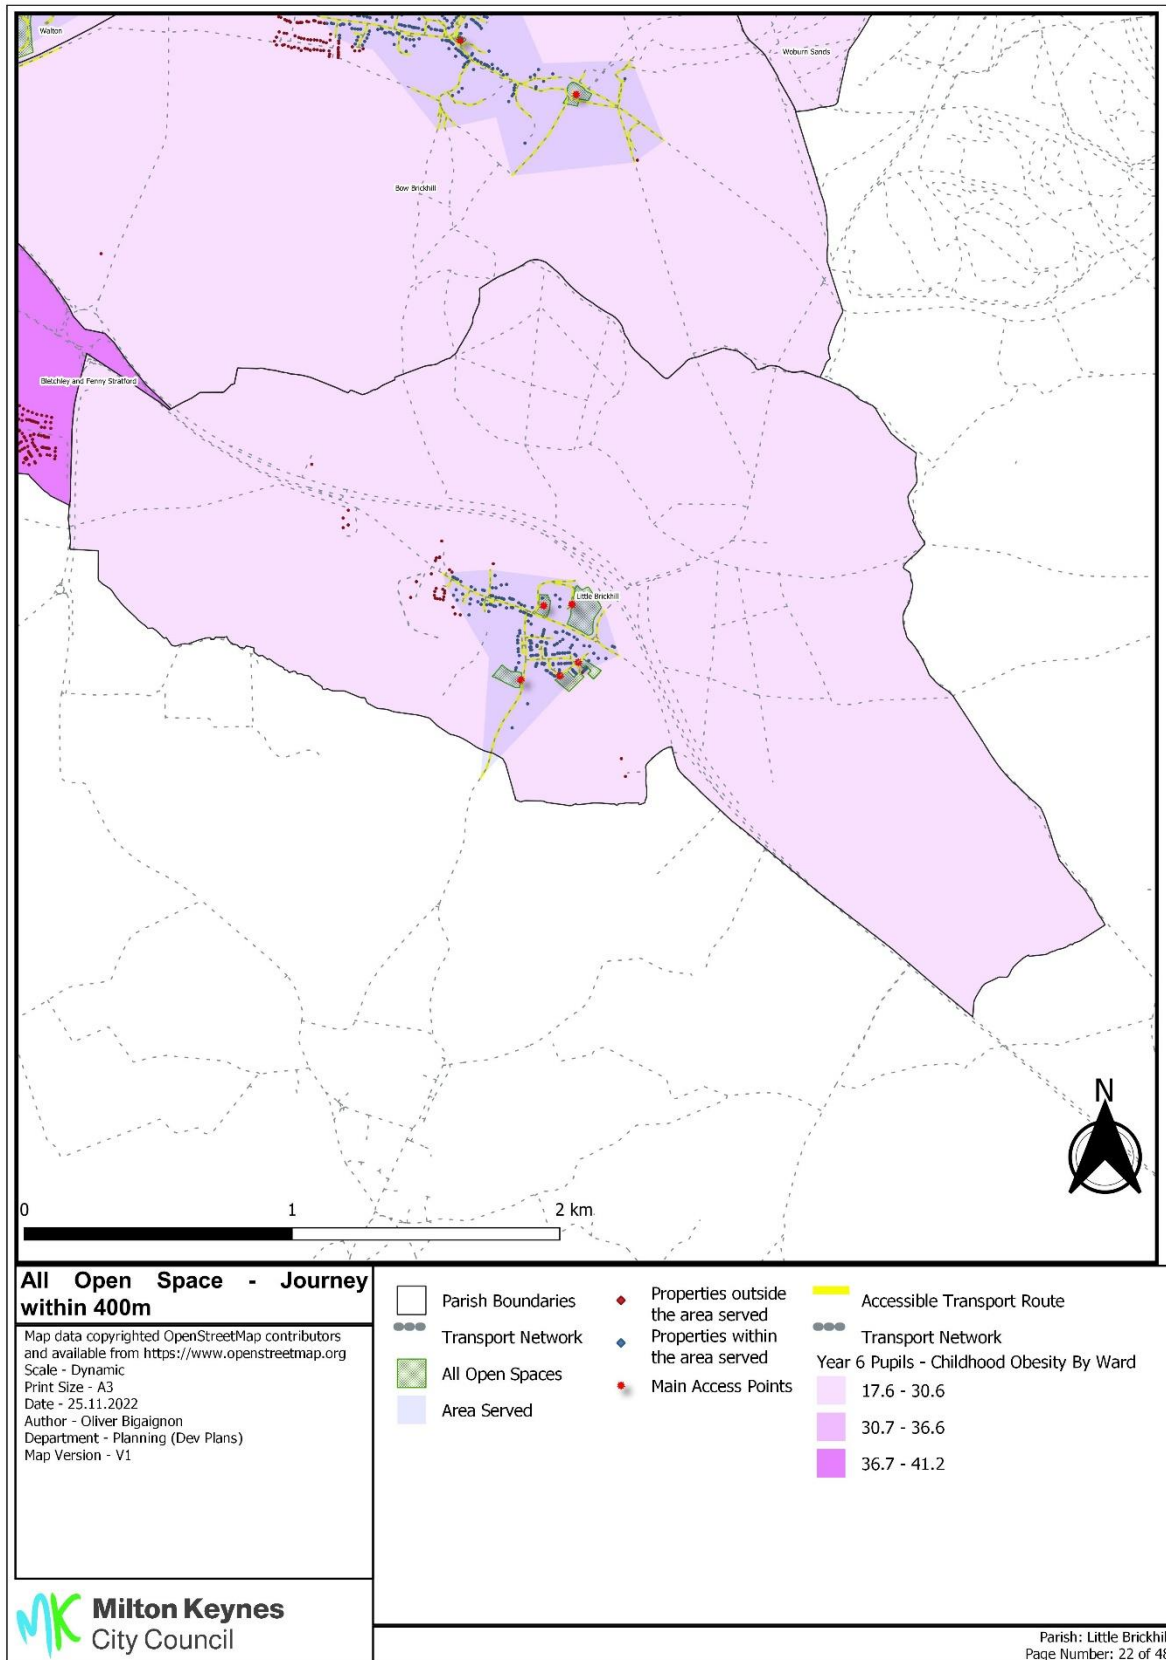 Walton
Woburn Sands
Bow Brickhill
Bletchley and Fenny Stratford
Little Brickhill
N
0 1 2 km
All Open Space - Journey
within 400m
Map data copyrighted OpenStreetMap contributors
and available from https://www.openstreetmap.org
Scale - Dynamic
Print Size - A3
Date - 25.11.2022
Author - Oliver Bigaignon
Department - Planning (Dev Plans)
Map Version - V1
MK Milton Keynes
City Council
Parish Boundaries
Transport Network
All Open Spaces
Area Served
Properties outside
the area served
Properties within
the area served
Main Access Points
Accessible Transport Route
Transport Network
Year 6 Pupils - Childhood Obesity By Ward
17.6 - 30.6
30.7 - 36.6
36.7 - 41.2
Parish: Little Brickhil
Page Number: 22 of 48